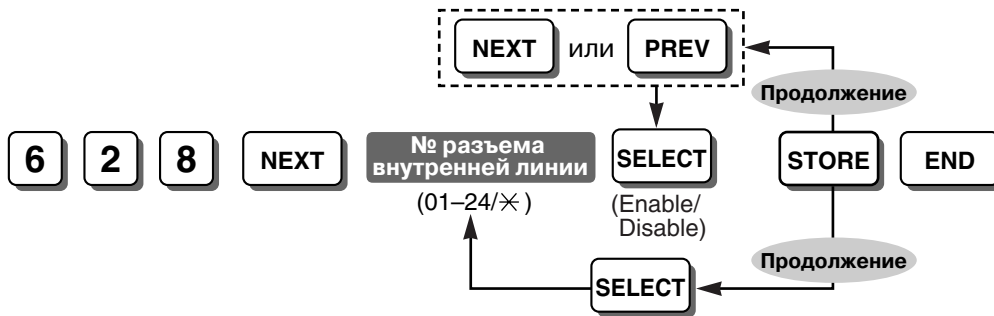 NEXT или PREV
Продолжение
6 2 8 NEXT
№ разъема
внутренней линии
(01–24/✳)
SELECT
(Enable/
Disable)
STORE
END
Продолжение
SELECT